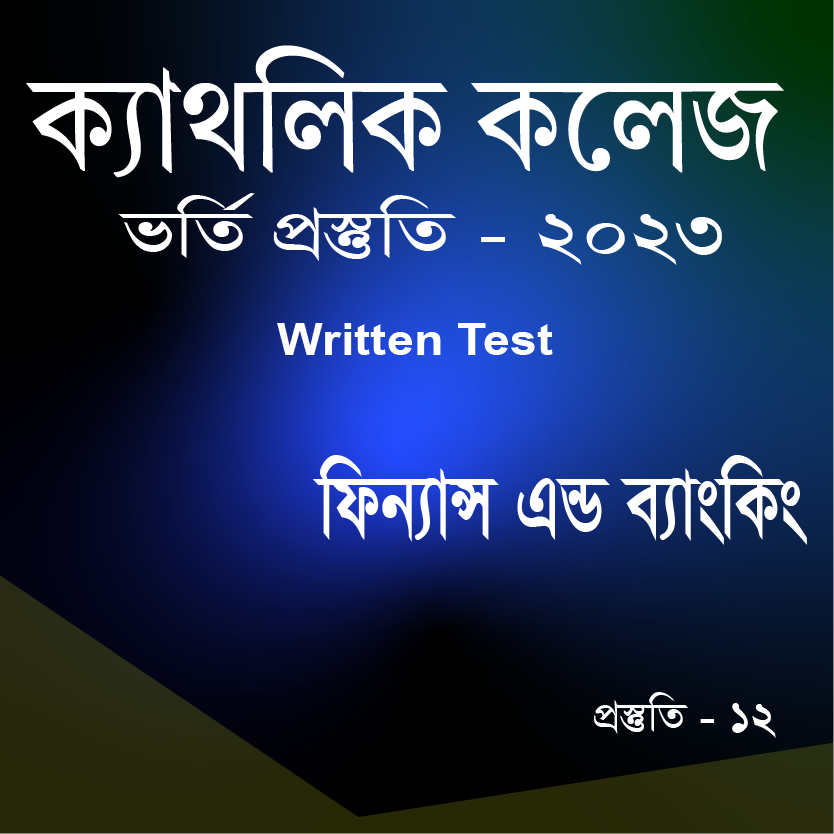 ক্যাথলিক কলেজ
ভর্তি প্রস্তুতি - ২০২৩
Written Test
ফিন্যান্স এন্ড ব্যাংকিং
প্রস্তুতি - ১২